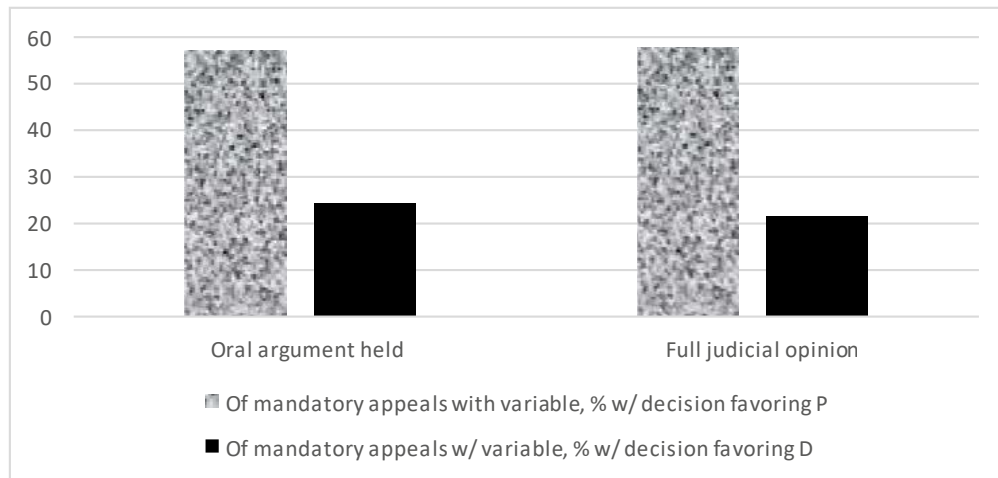 60
50
40
30
20
10
0
Oral argument held
Full judicial opinion
Of mandatory appeals with variable, % w/ decision favoring P
Of mandatory appeals w/ variable, % w/ decision favoring D